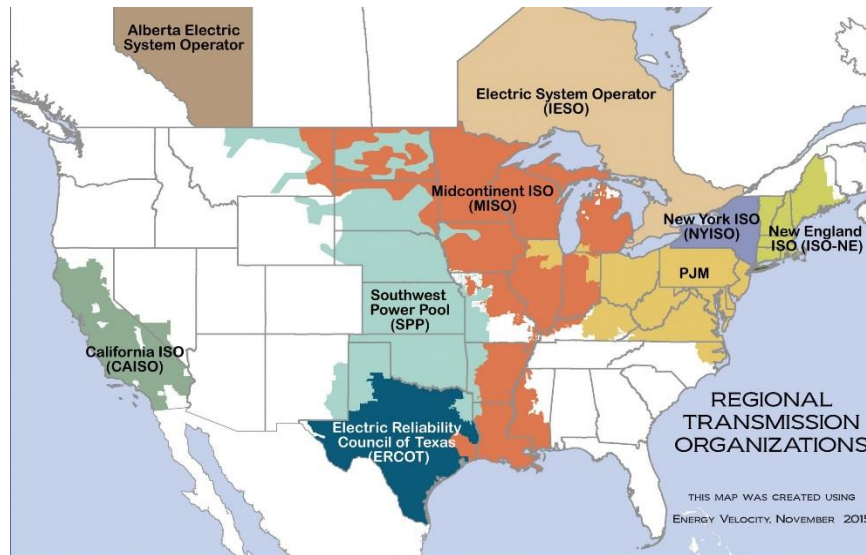 Alberta Electric
System Operator
Electric System Operator
(IESO)
Midcontinent ISO
(MISO)
New York ISO
(NYISO)
New England
ISO (ISO-NE)
PJM
Southwest
Power Pool
(SPP)
California ISO
(CAISO)
Electric Reliability
Council of Texas
(ERCOT)
REGIONAL
TRANSMISSION
ORGANIZATIONS
THIS MAP WAS CREATED USING
ENERGY VELOCITY, NOVEMBER 2015